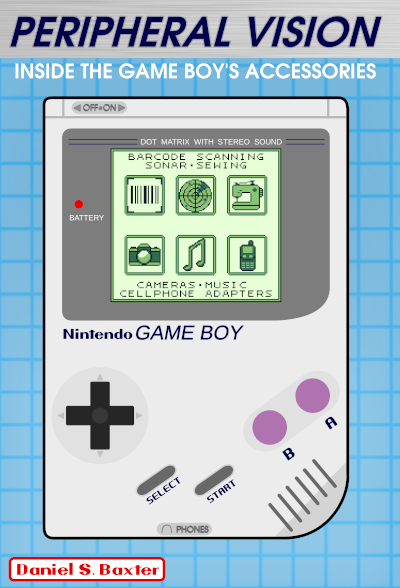 PERIPHERAL VISION
INSIDE THE GAME BOY'S ACCESSORIES
OFF•ON
DOT MATRIX WITH STEREO SOUND
BARCODE SCANNING
SONAR•SEWING
BATTERY
CAMERAS•MUSIC
CELLPHONE ADAPTERS
Nintendo GAME BOY
B A
SELECT START
PHONES
Daniel S. Baxter